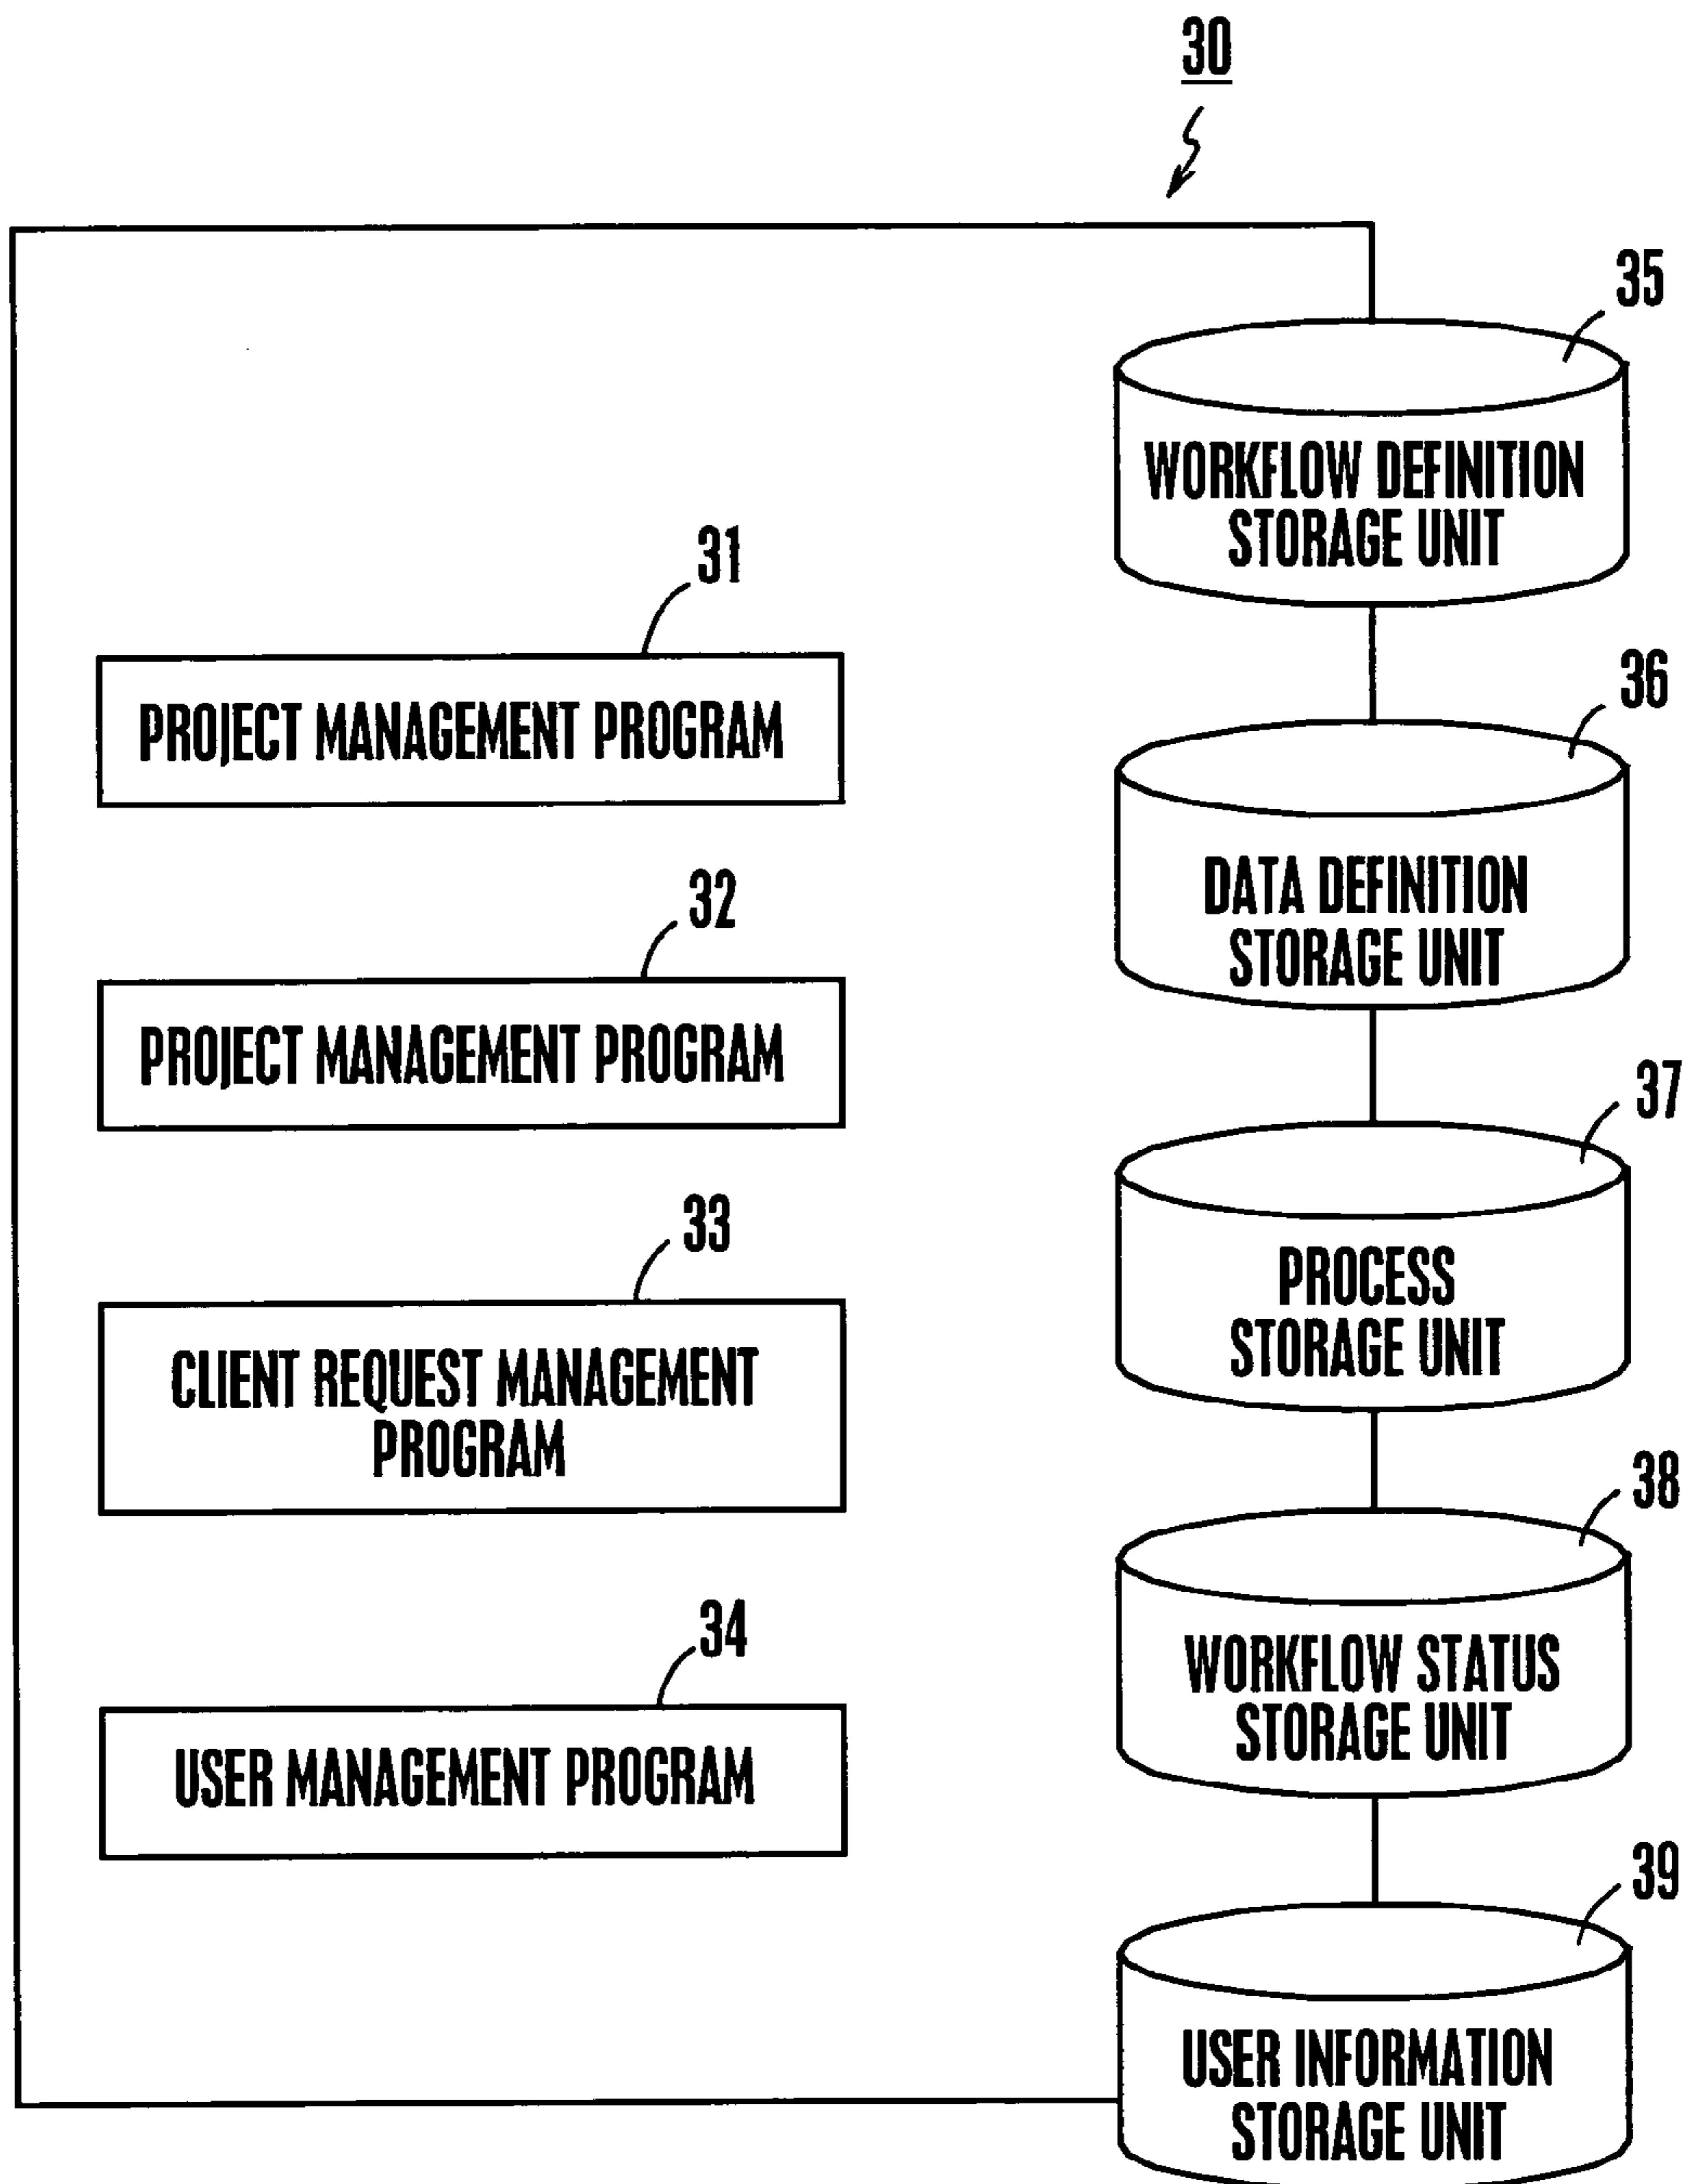 30
35
WORKFLOW DEFINITION
STORAGE UNIT
31
PROJECT MANAGEMENT PROGRAM
36
DATA DEFINITION
STORAGE UNIT
32
PROJECT MANAGEMENT PROGRAM
37
PROCESS
STORAGE UNIT
33
CLIENT REQUEST MANAGEMENT
PROGRAM
38
WORKFLOW STATUS
STORAGE UNIT
34
USER MANAGEMENT PROGRAM
39
USER INFORMATION
STORAGE UNIT